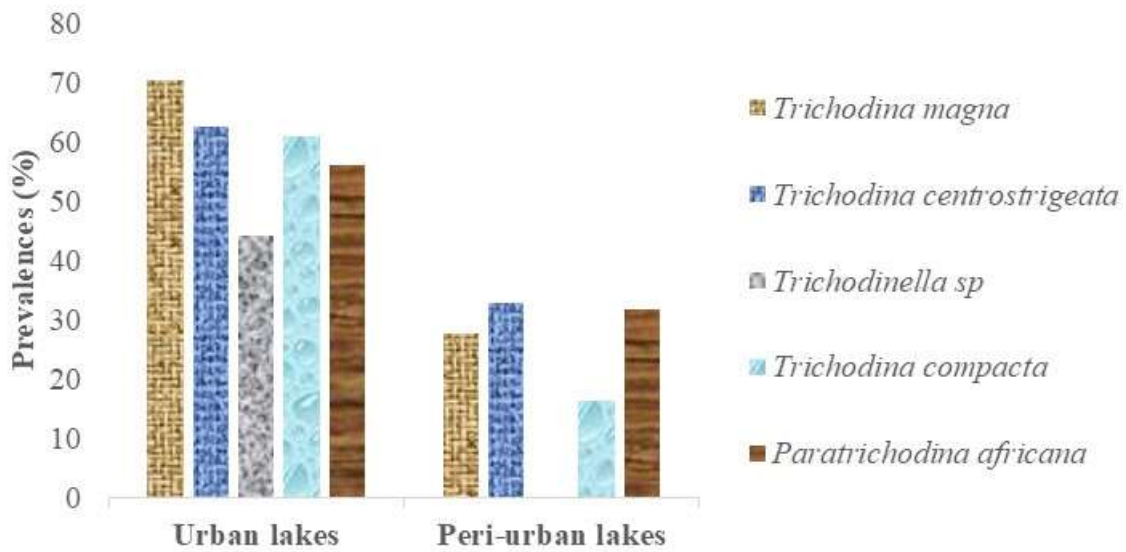 80
70
60
50
40
30
20
10
0
Prevalences (%)
Urban lakes
Peri-urban lakes
Trichodina magna
Trichodina centrostrigeata
Trichodinella sp
Trichodina compacta
Paratrichodina africana